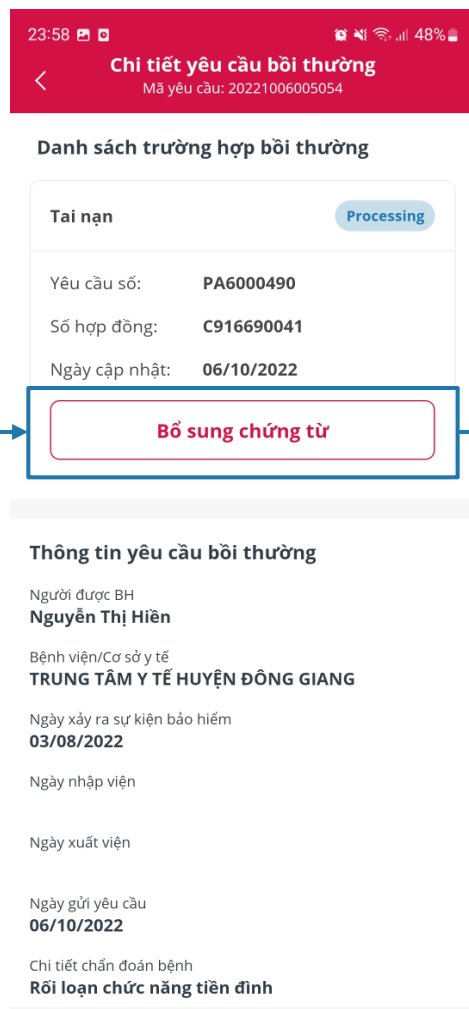 23:58 48%
Chi tiết yêu cầu bồi thường
Mã yêu cầu: 20221006005054
Danh sách trường hợp bồi thường
Tai nạn Processing
Yêu cầu số: PA6000490
Số hợp đồng: C916690041
Ngày cập nhật: 06/10/2022
Bổ sung chứng từ
Thông tin yêu cầu bồi thường
Người được BH
Nguyễn Thị Hiền
Bệnh viện/Cơ sở y tế
TRUNG TÂM Y TẾ HUYỆN ĐÔNG GIANG
Ngày xảy ra sự kiện bảo hiểm
03/08/2022
Ngày nhập viện
Ngày xuất viện
Ngày gửi yêu cầu
06/10/2022
Chi tiết chẩn đoán bệnh
Rối loạn chức năng tiền đình